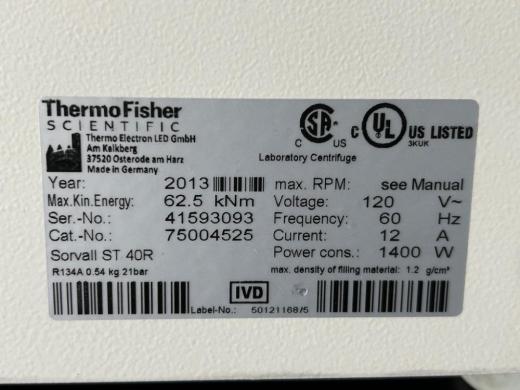 ThermoFisher
SCIENTIFIC
Thermo Electron LED GmbH
Am Kalkberg
37520 Osterode am Harz
Made in Germany
SA
C US
C UL US LISTED
3KUK
Laboratory Centrifuge
Year: 2013
Max.Kin.Energy: 62.5 kNm
Ser.-No.: 41593093
Cat.-No.: 75004525
Sorvall ST 40R
R134A 0.54 kg 21bar
max. RPM: see Manual
Voltage: 120 V~
Frequency: 60 Hz
Current: 12 A
Power cons.: 1400 W
max. density of filling material: 1.2 g/cm³
IVD
Label-No.: 50121168/5